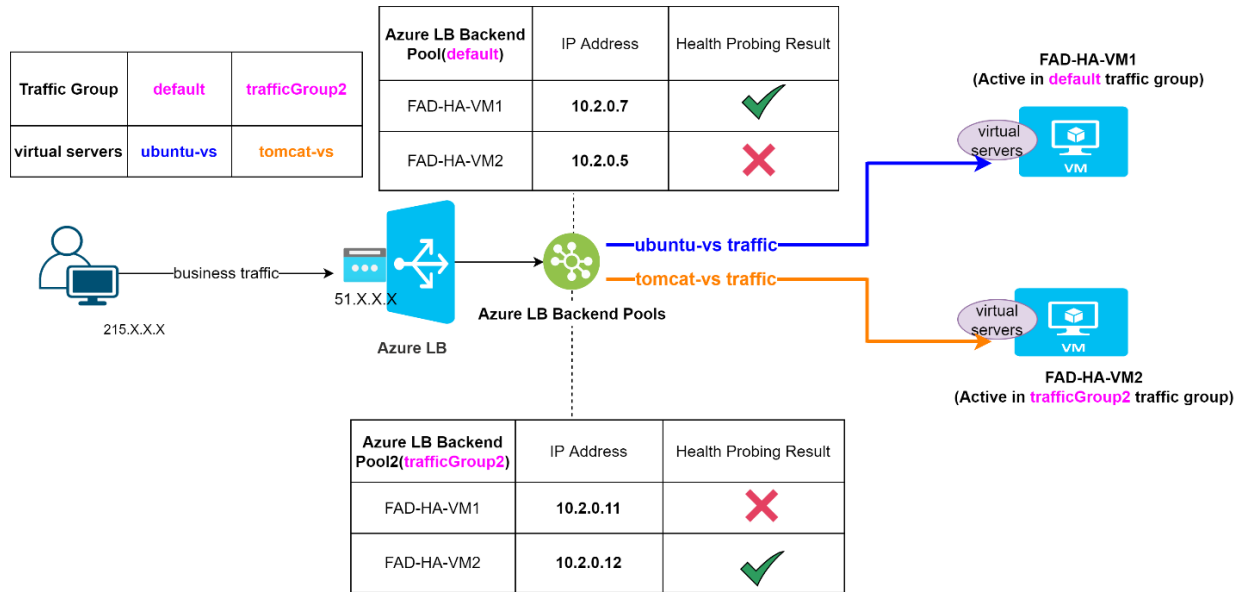 Traffic Group default trafficGroup2
virtual servers ubuntu-vs tomcat-vs
Azure LB Backend
Pool(default)
IP Address
Health Probing Result
FAD-HA-VM1 10.2.0.7
FAD-HA-VM2 10.2.0.5
FAD-HA-VM1
(Active in default traffic group)
virtual
servers
VM
business traffic
215.X.X.X
51.X.X.X
Azure LB
Azure LB Backend Pools
ubuntu-vs traffic
tomcat-vs traffic
virtual
servers
VM
FAD-HA-VM2
(Active in trafficGroup2 traffic group)
Azure LB Backend
Pool2(trafficGroup2)
IP Address
Health Probing Result
FAD-HA-VM1 10.2.0.11
FAD-HA-VM2 10.2.0.12